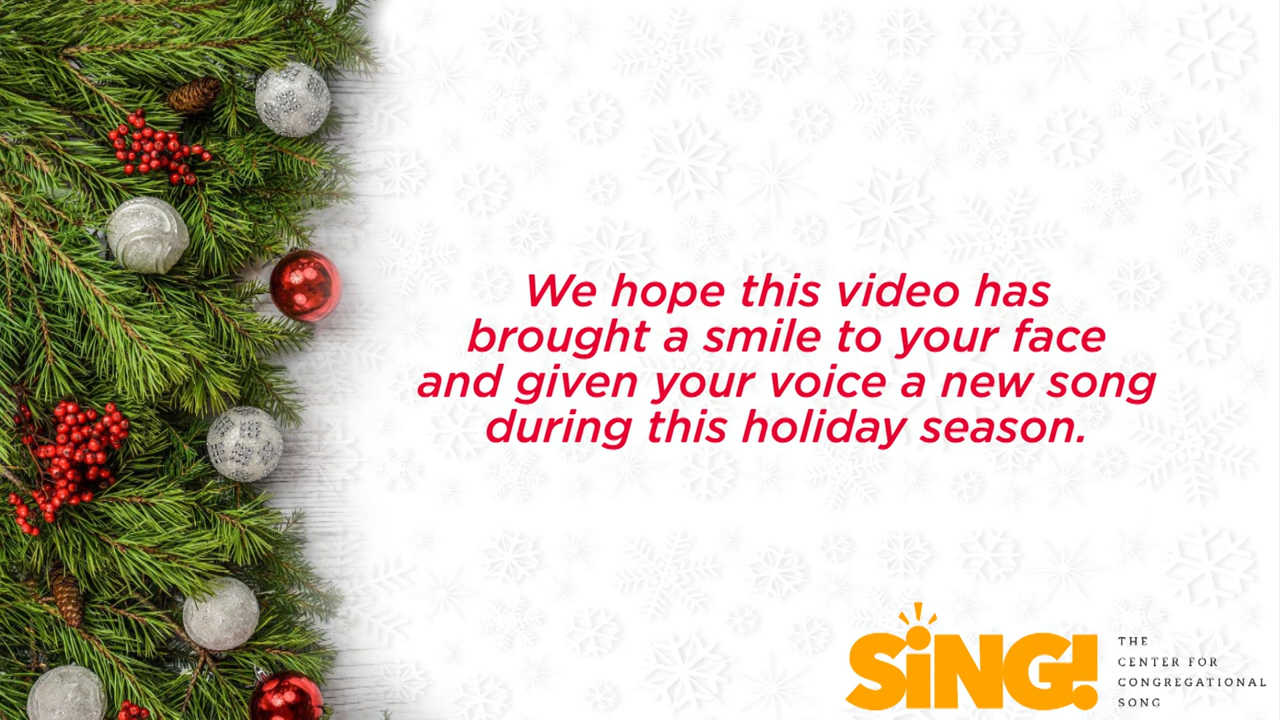 We hope this video has
brought a smile to your face
and given your voice a new song
during this holiday season.
SiNG!
THE
CENTER FOR
CONGREGATIONAL
SONG